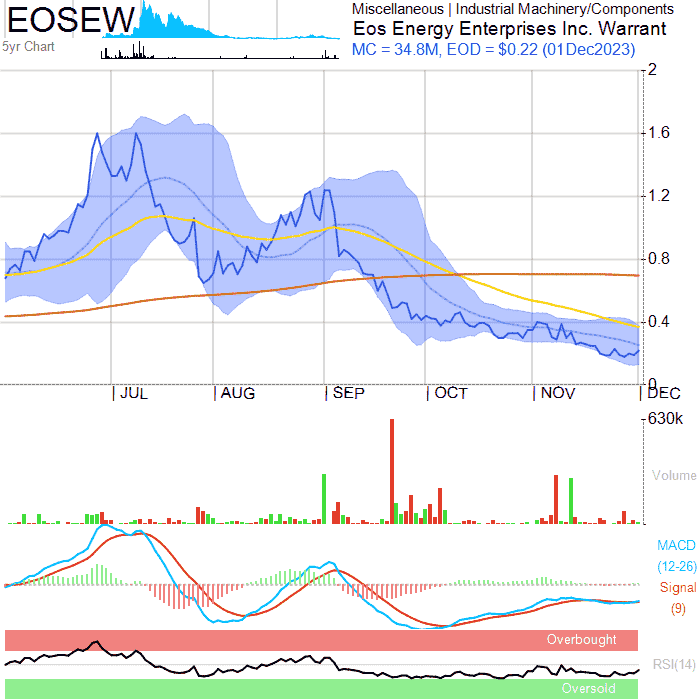 EOSEW
5yr Chart
Miscellaneous | Industrial Machinery/Components
Eos Energy Enterprises Inc. Warrant
MC = 34.8M, EOD = $0.22 (01Dec2023)
2
1.6
1.2
0.8
0.4
0
JUL AUG SEP OCT NOV DEC
630k
Volume
MACD
(12-26)
Signal
(9)
Overbought
RSI(14)
Oversold